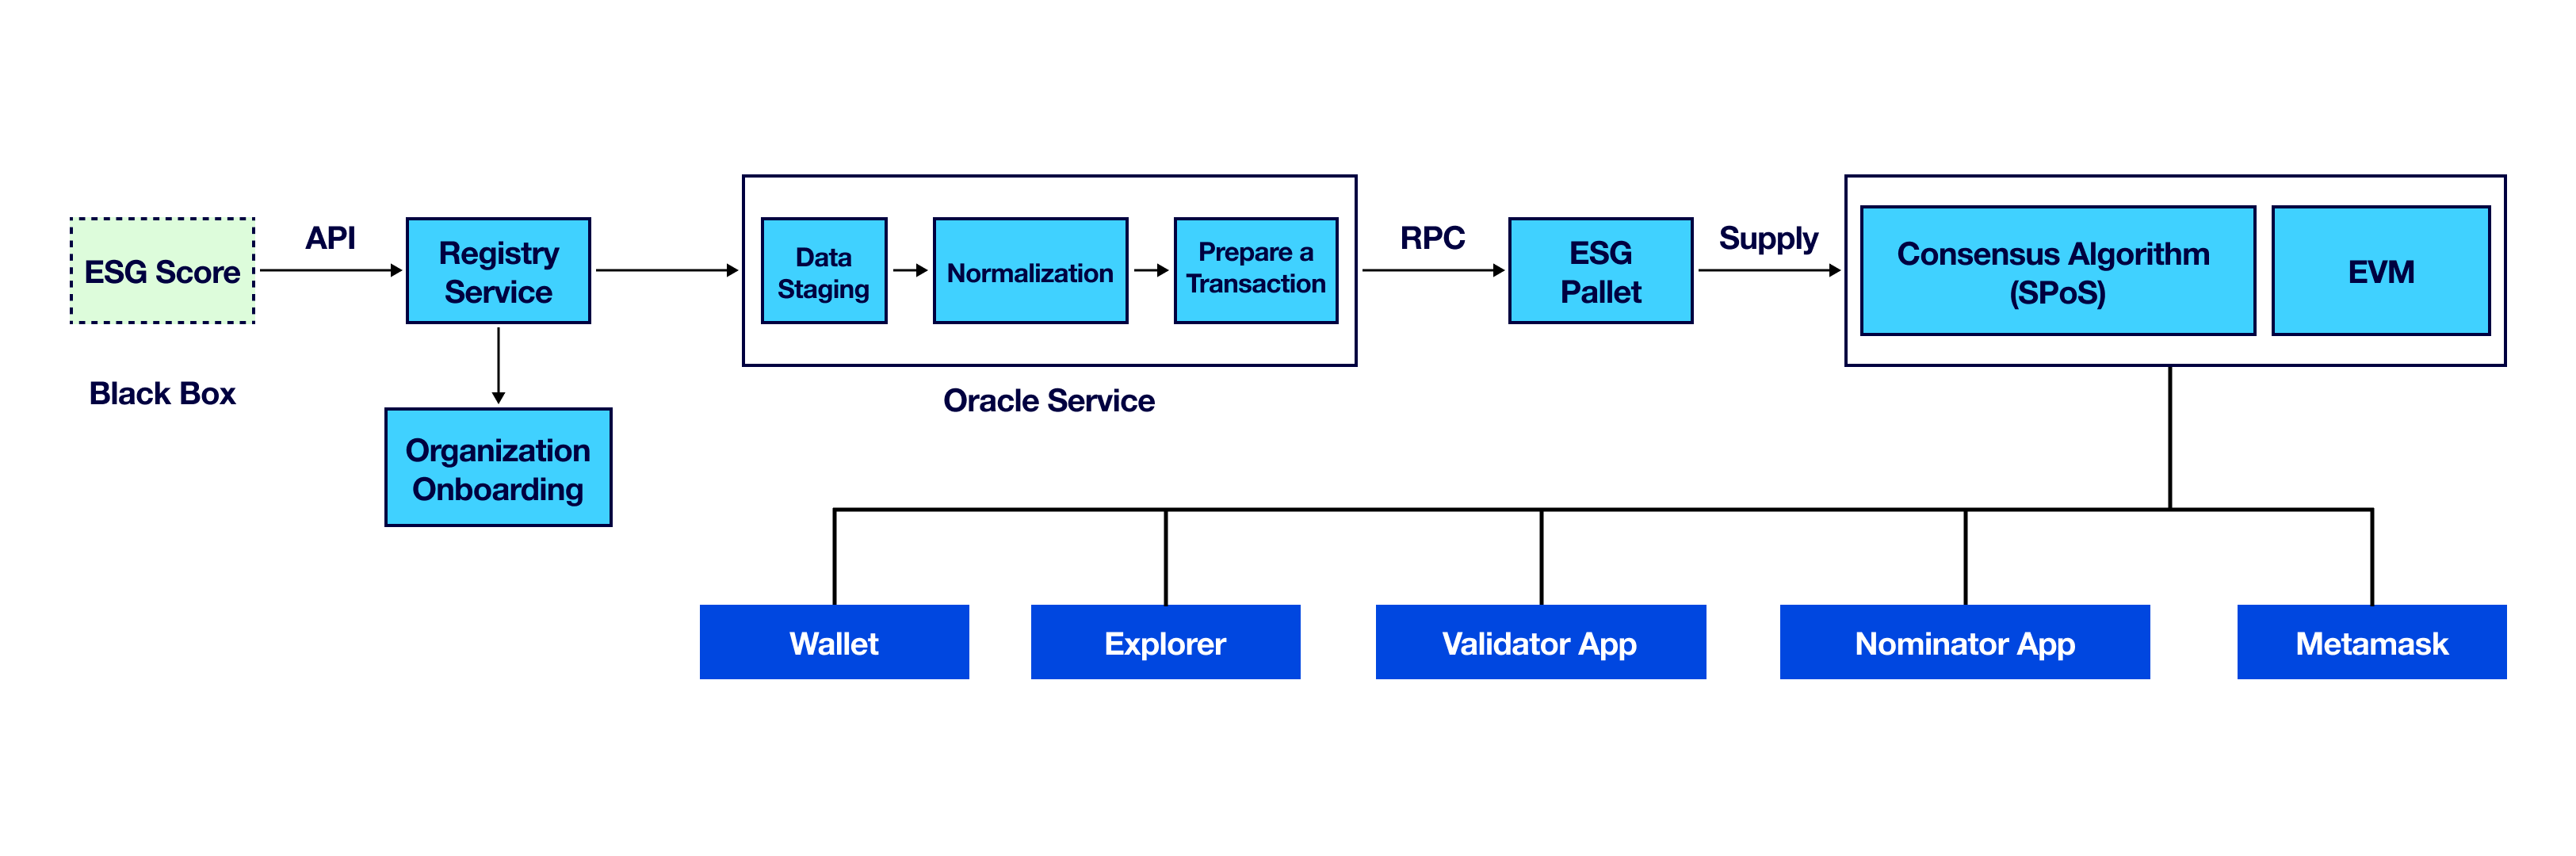 ESG Score
Black Box
API
Registry
Service
Organization
Onboarding
Data
Staging
Normalization
Prepare a
Transaction
Oracle Service
RPC
ESG
Pallet
Supply
Consensus Algorithm
(SPoS)
EVM
Wallet
Explorer
Validator App
Nominator App
Metamask